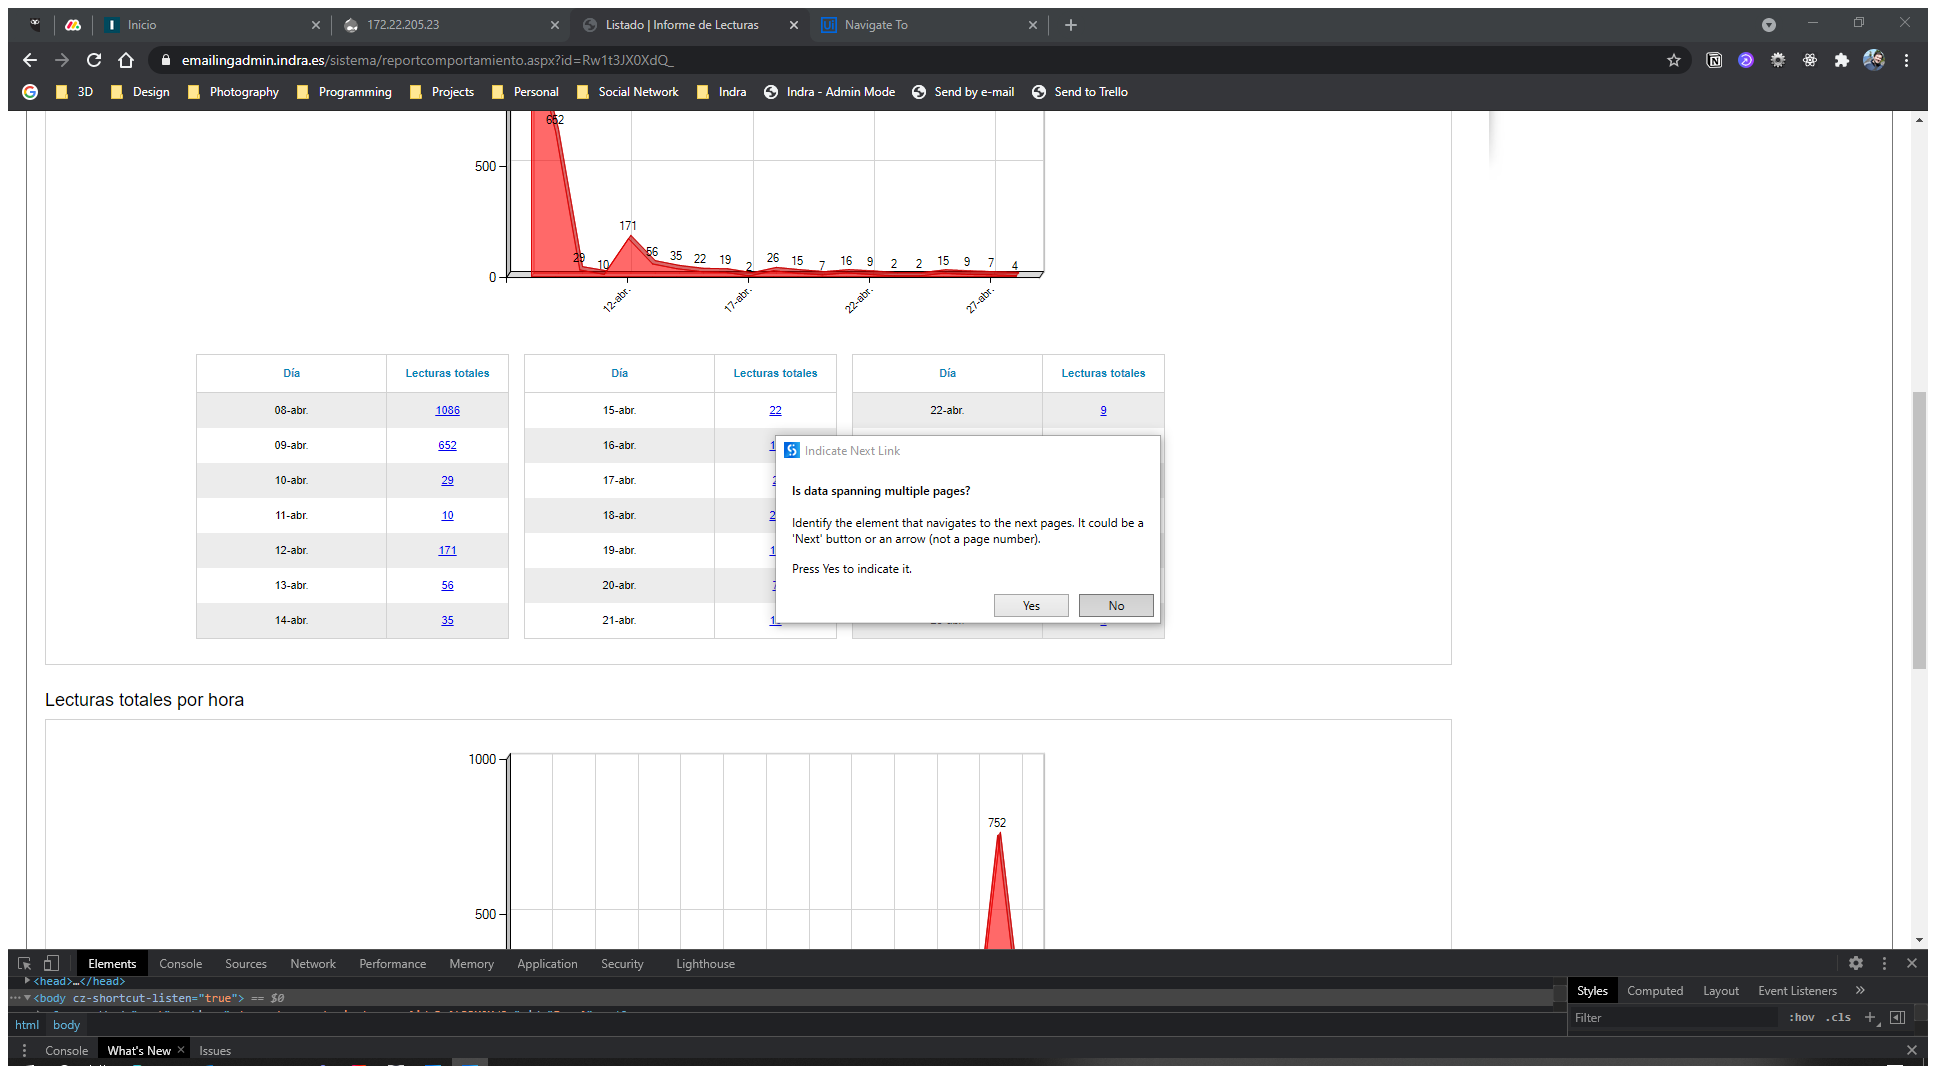 Inicio
172.22.205.23
Listado | Informe de Lecturas
Ui Navigate To
emailingadmin.indra.es/sistema/reportcomportamiento.aspx?id=Rw1t3JX0XdQ_
3D Design Photography Programming Projects Personal Social Network Indra Indra - Admin Mode Send by e-mail Send to Trello
652
500
171
56 35 22 19 2 26 15 7 16 9 2 2 15 9 7 4
29 10
0
12-abr. 17-abr. 22-abr. 27-abr.
Día Lecturas totales Día Lecturas totales Día Lecturas totales
08-abr. 1086 15-abr. 22 22-abr. 9
09-abr. 652 16-abr. 1
10-abr. 29 17-abr.
11-abr. 10 18-abr. 2
12-abr. 171 19-abr. 1
13-abr. 56 20-abr. 7
14-abr. 35 21-abr. 1
Indicate Next Link
Is data spanning multiple pages?
Identify the element that navigates to the next pages. It could be a
'Next' button or an arrow (not a page number).
Press Yes to indicate it.
Yes No
Lecturas totales por hora
1000
752
500
Elements Console Sources Network Performance Memory Application Security Lighthouse
<head>…</head>
<body cz-shortcut-listen="true"> == $0
html body
Styles Computed Layout Event Listeners
Filter :hov .cls
Console What's New Issues